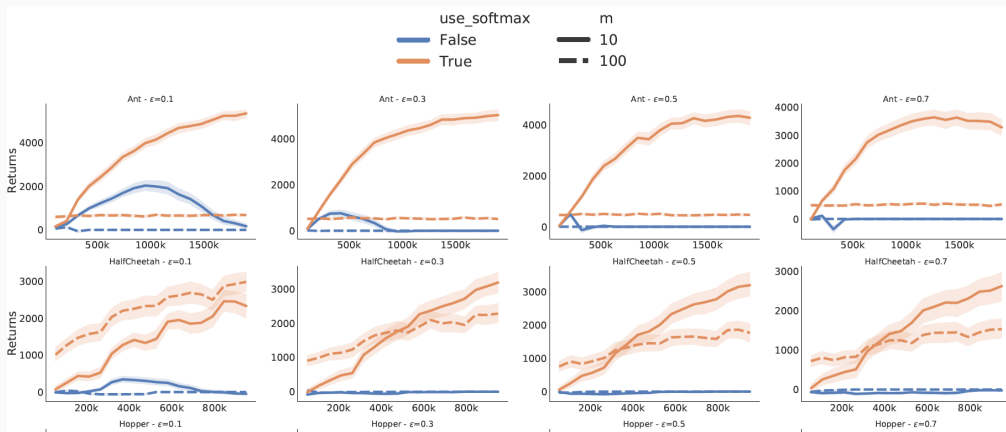 use_softmax m
False 10
True 100
Ant - ε=0.1 Ant - ε=0.3 Ant - ε=0.5 Ant - ε=0.7
Returns
4000
2000
0
500k 1000k 1500k
4000
2000
0
500k 1000k 1500k
4000
2000
0
500k 1000k 1500k
4000
3000
2000
1000
0
500k 1000k 1500k
HalfCheetah - ε=0.1 HalfCheetah - ε=0.3 HalfCheetah - ε=0.5 HalfCheetah - ε=0.7
Returns
3000
2000
1000
0
200k 400k 600k 800k
3000
2000
1000
0
200k 400k 600k 800k
3000
2000
1000
0
200k 400k 600k 800k
3000
2000
1000
0
200k 400k 600k 800k
Hopper - ε=0.1 Hopper - ε=0.3 Hopper - ε=0.5 Hopper - ε=0.7